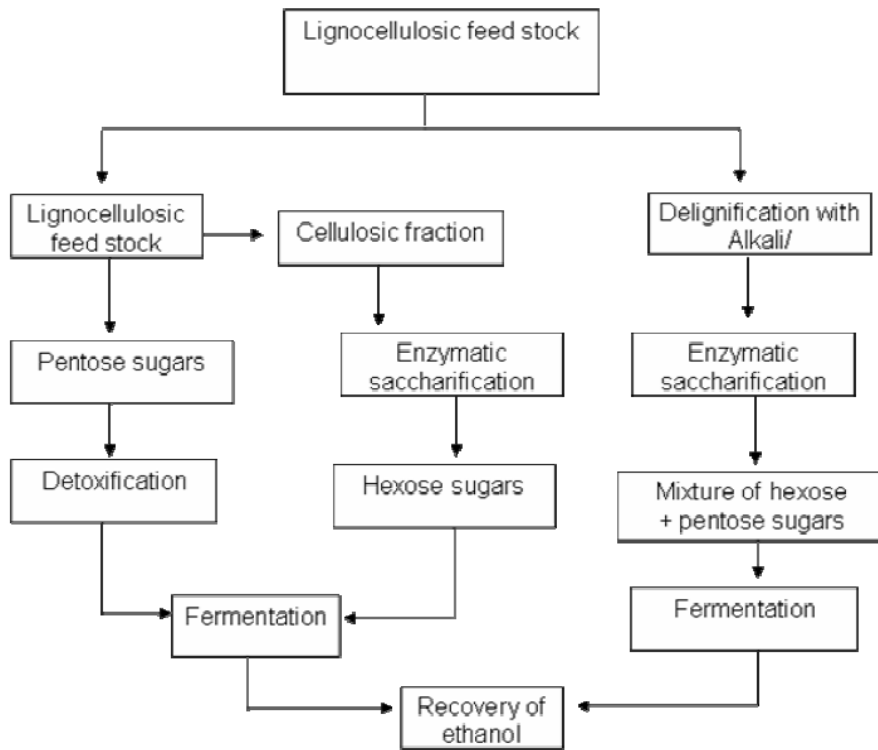 Lignocellulosic feed stock
Lignocellulosic
feed stock
Cellulosic fraction
Delignification with
Alkali/
Pentose sugars
Enzymatic
saccharification
Enzymatic
saccharification
Detoxification
Hexose sugars
Mixture of hexose
+ pentose sugars
Fermentation
Fermentation
Recovery of
ethanol